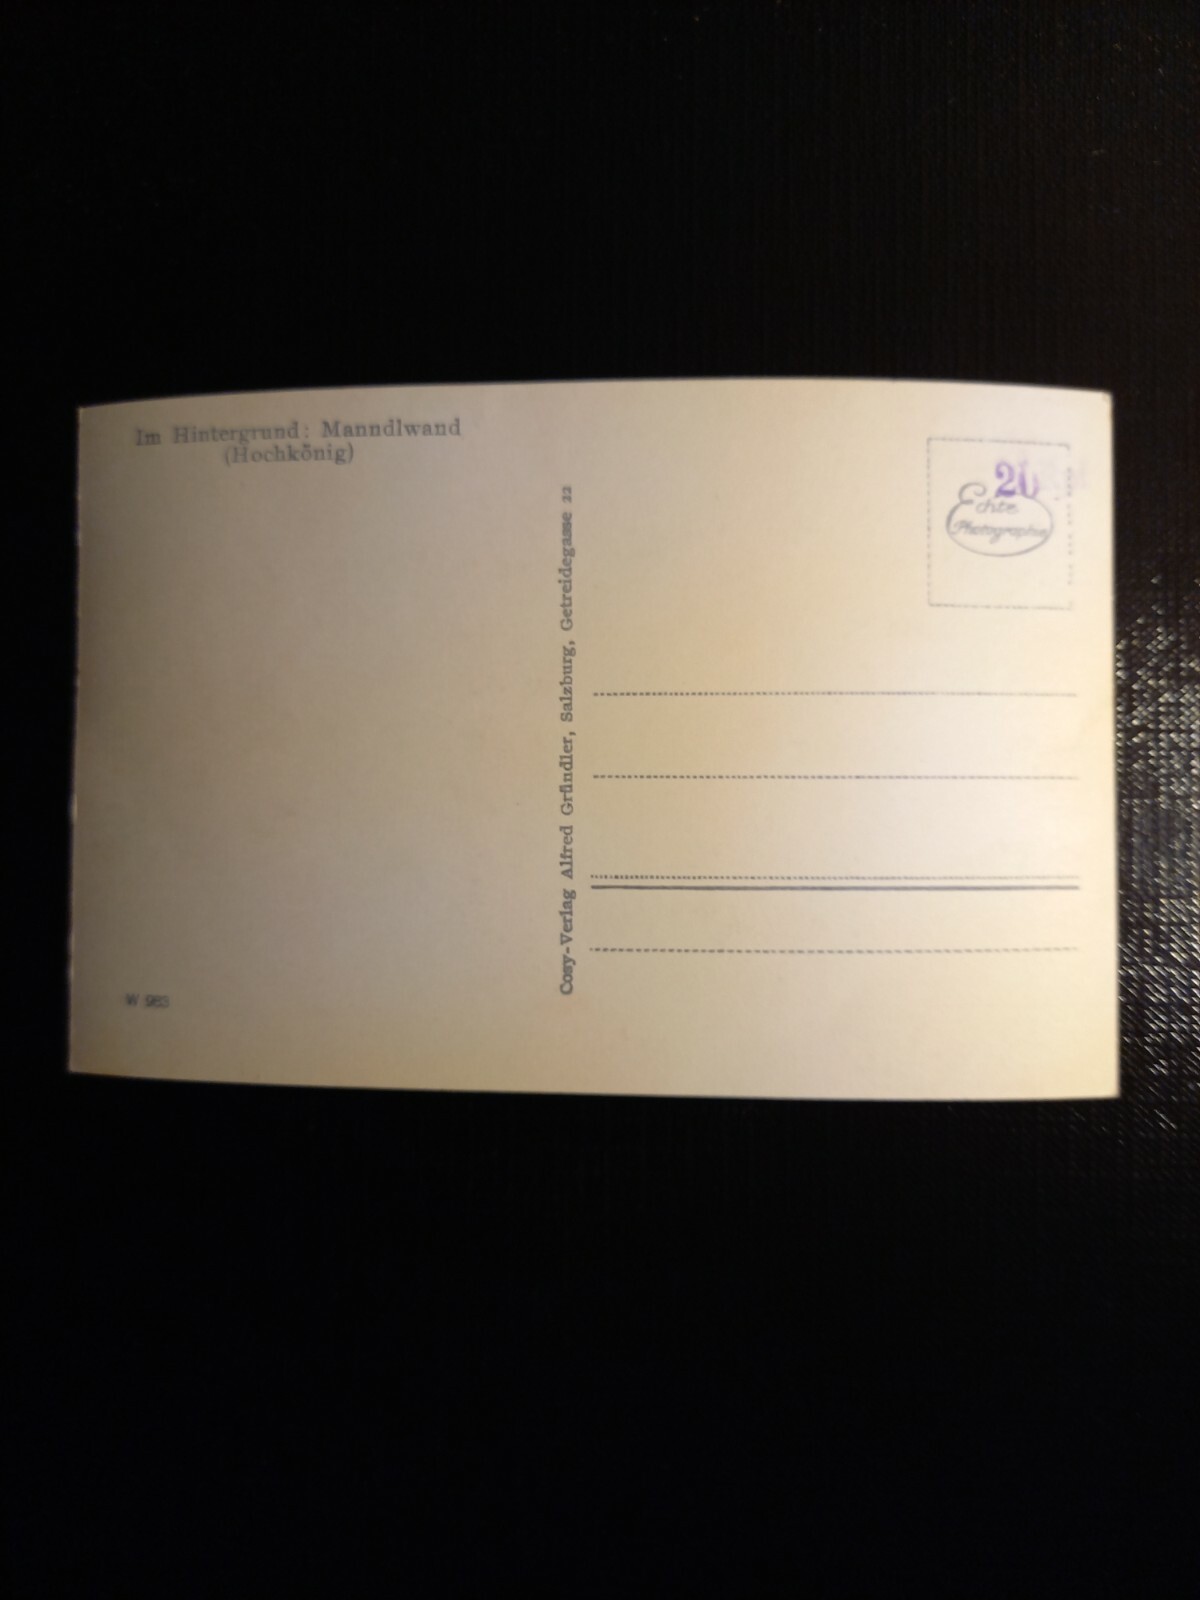 Im Hintergrund: Manndlwand
(Hochkönig)
20
Echte
Photographie
Cosy-Verlag Alfred Gründler, Salzburg, Getreidegasse 22
W 983